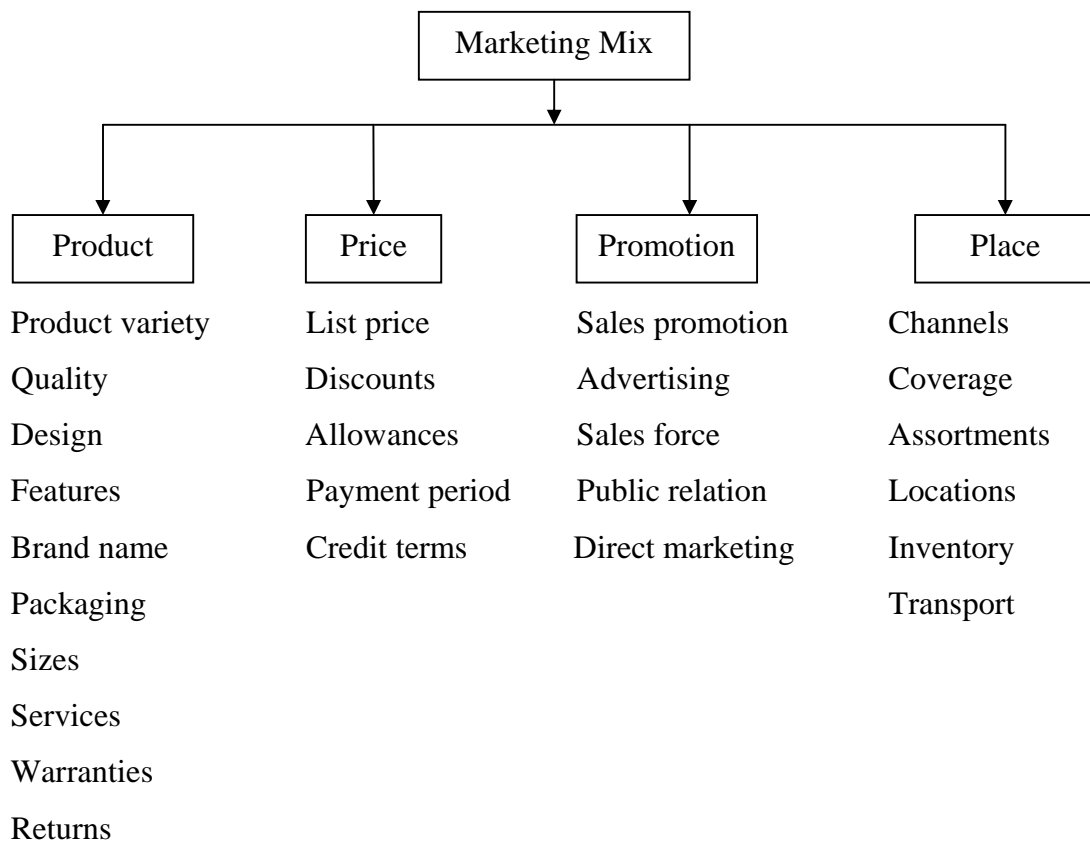 Marketing Mix
Product
Price
Promotion
Place
Product variety
Quality
Design
Features
Brand name
Packaging
Sizes
Services
Warranties
Returns
List price
Discounts
Allowances
Payment period
Credit terms
Sales promotion
Advertising
Sales force
Public relation
Direct marketing
Channels
Coverage
Assortments
Locations
Inventory
Transport